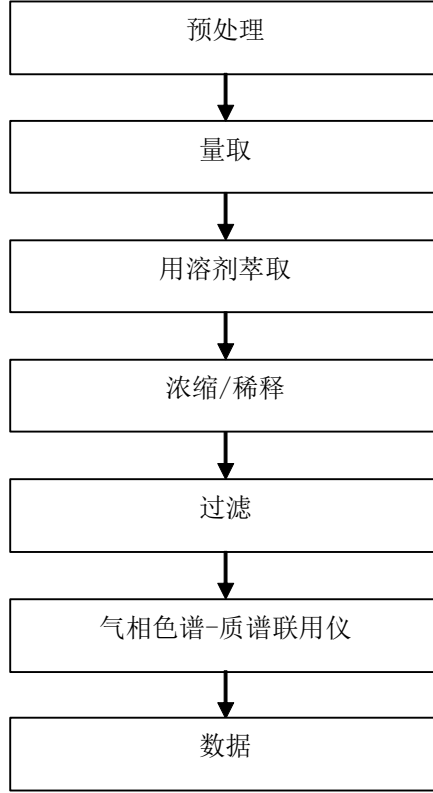 预处理
量取
用溶剂萃取
浓缩/稀释
过滤
气相色谱-质谱联用仪
数据